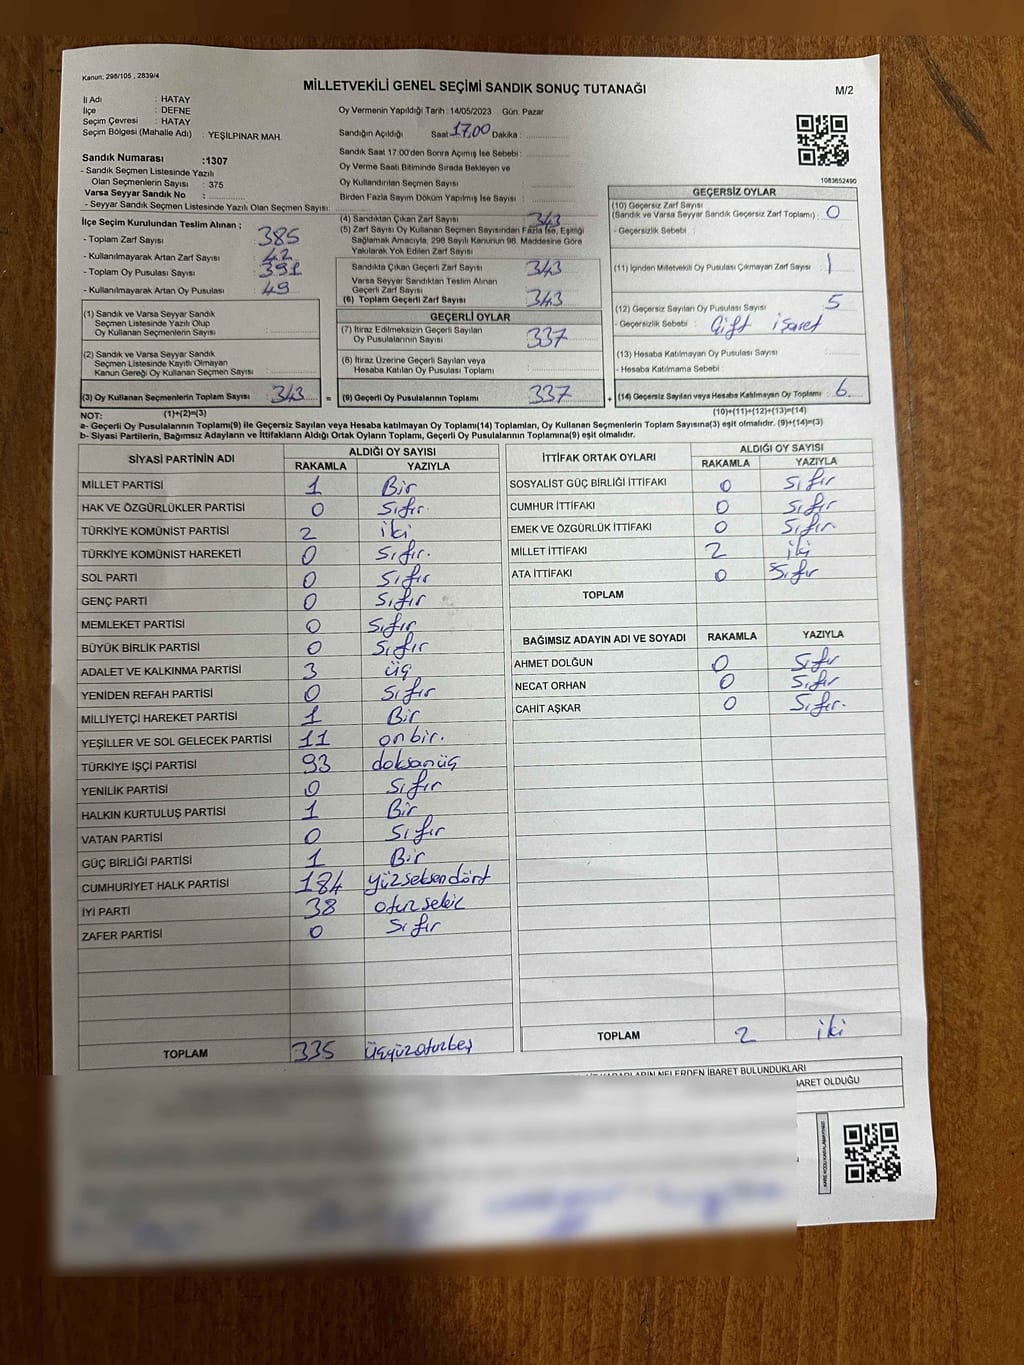 Kanun: 298/105 , 2839/4
MİLLETVEKİLİ GENEL SEÇİMİ SANDIK SONUÇ TUTANAĞI
M/2
İl Adı : HATAY
İlçe : DEFNE
Seçim Çevresi : HATAY
Seçim Bölgesi (Mahalle Adı) : YEŞİLPINAR MAH.
Oy Vermenin Yapıldığı Tarih : 14/05/2023 Gün: Pazar
Sandığın Açıldığı Saat 17.00 Dakika :
Sandık Saat 17.00'den Sonra Açılmış İse Sebebi :
Oy Verme Saati Bitiminde Sırada Bekleyen ve
Oy Kullandırılan Seçmen Sayısı :
Birden Fazla Sayım Döküm Yapılmış İse Sayısı :
Sandık Numarası :1307
- Sandık Seçmen Listesinde Yazılı
Olan Seçmenlerin Sayısı : 375
Varsa Seyyar Sandık No :
- Seyyar Sandık Seçmen Listesinde Yazılı Olan Seçmen Sayısı:
1083652490
İlçe Seçim Kurulundan Teslim Alınan ;
- Toplam Zarf Sayısı : 385
- Kullanılmayarak Artan Zarf Sayısı : 42
- Toplam Oy Pusulası Sayısı : 391
- Kullanılmayarak Artan Oy Pusulası : 49
(1) Sandık ve Varsa Seyyar Sandık
Seçmen Listesinde Yazılı Olup
Oy Kullanan Seçmenlerin Sayısı :
(2) Sandık ve Varsa Seyyar Sandık
Seçmen Listesinde Kayıtlı Olmayan
Kanun Gereği Oy Kullanan Seçmen Sayısı :
(3) Oy Kullanan Seçmenlerin Toplam Sayısı : 343 =
(4) Sandıktan Çıkan Zarf Sayısı : 343
(5) Zarf Sayısı Oy Kullanan Seçmen Sayısından Fazla İse, Eşitliği
Sağlamak Amacıyla, 298 Sayılı Kanunun 98. Maddesine Göre
Yakılarak Yok Edilen Zarf Sayısı :
Sandıkta Çıkan Geçerli Zarf Sayısı : 343
Varsa Seyyar Sandıktan Teslim Alınan
Geçerli Zarf Sayısı :
(6) Toplam Geçerli Zarf Sayısı : 343
GEÇERLİ OYLAR
(7) İtiraz Edilmeksizin Geçerli Sayılan
Oy Pusulalarının Sayısı : 337
(8) İtiraz Üzerine Geçerli Sayılan veya
Hesaba Katılan Oy Pusulası Toplamı :
(9) Geçerli Oy Pusulalarının Toplamı : 337 +
GEÇERSİZ OYLAR
(10) Geçersiz Zarf Sayısı
(Sandık ve Varsa Seyyar Sandık Geçersiz Zarf Toplamı) : 0
- Geçersizlik Sebebi :
(11) İçinden Milletvekili Oy Pusulası Çıkmayan Zarf Sayısı : 1
(12) Geçersiz Sayılan Oy Pusulası Sayısı : 5
- Geçersizlik Sebebi : Çift işaret
(13) Hesaba Katılmayan Oy Pusulası Sayısı :
- Hesaba Katılmama Sebebi :
(14) Geçersiz Sayılan veya Hesaba Katılmayan Oy Toplamı : 6
NOT: (1)+(2)=(3) (10)+(11)+(12)+(13)=(14)
a- Geçerli Oy Pusulalarının Toplamı(9) ile Geçersiz Sayılan veya Hesaba katılmayan Oy Toplamı(14) Toplamları, Oy Kullanan Seçmenlerin Toplam Sayısına(3) eşit olmalıdır. (9)+(14)=(3)
b- Siyasi Partilerin, Bağımsız Adayların ve İttifakların Aldığı Ortak Oyların Toplamı, Geçerli Oy Pusulalarının Toplamına(9) eşit olmalıdır.
SİYASİ PARTİNİN ADI ALDIĞI OY SAYISI
RAKAMLA YAZIYLA
MİLLET PARTİSİ 1 Bir
HAK VE ÖZGÜRLÜKLER PARTİSİ 0 Sıfır.
TÜRKİYE KOMÜNİST PARTİSİ 2 iki
TÜRKİYE KOMÜNİST HAREKETİ 0 Sıfır.
SOL PARTİ 0 Sıfır
GENÇ PARTİ 0 Sıfır
MEMLEKET PARTİSİ 0 Sıfır
BÜYÜK BİRLİK PARTİSİ 0 Sıfır
ADALET VE KALKINMA PARTİSİ 3 üç
YENİDEN REFAH PARTİSİ 0 Sıfır
MİLLİYETÇİ HAREKET PARTİSİ 1 Bir
YEŞİLLER VE SOL GELECEK PARTİSİ 11 onbir.
TÜRKİYE İŞÇİ PARTİSİ 93 doksanüç
YENİLİK PARTİSİ 0 Sıfır
HALKIN KURTULUŞ PARTİSİ 1 Bir
VATAN PARTİSİ 0 Sıfır
GÜÇ BİRLİĞİ PARTİSİ 1 Bir
CUMHURİYET HALK PARTİSİ 184 yüzseksendört
İYİ PARTİ 38 otuzsekiz
ZAFER PARTİSİ 0 Sıfır
TOPLAM 335 üçyüzotuzbeş
İTTİFAK ORTAK OYLARI ALDIĞI OY SAYISI
RAKAMLA YAZIYLA
SOSYALİST GÜÇ BİRLİĞİ İTTİFAKI 0 Sıfır
CUMHUR İTTİFAKI 0 Sıfır
EMEK VE ÖZGÜRLÜK İTTİFAKI 0 Sıfır
MİLLET İTTİFAKI 2 iki
ATA İTTİFAKI 0 Sıfır
TOPLAM
BAĞIMSIZ ADAYIN ADI VE SOYADI RAKAMLA YAZIYLA
AHMET DOLĞUN 0 Sıfır
NECAT ORHAN 0 Sıfır
CAHİT AŞKAR 0 Sıfır.
TOPLAM 2 iki
NELERDEN İBARET BULUNDUKLARI
İBARET OLDUĞU